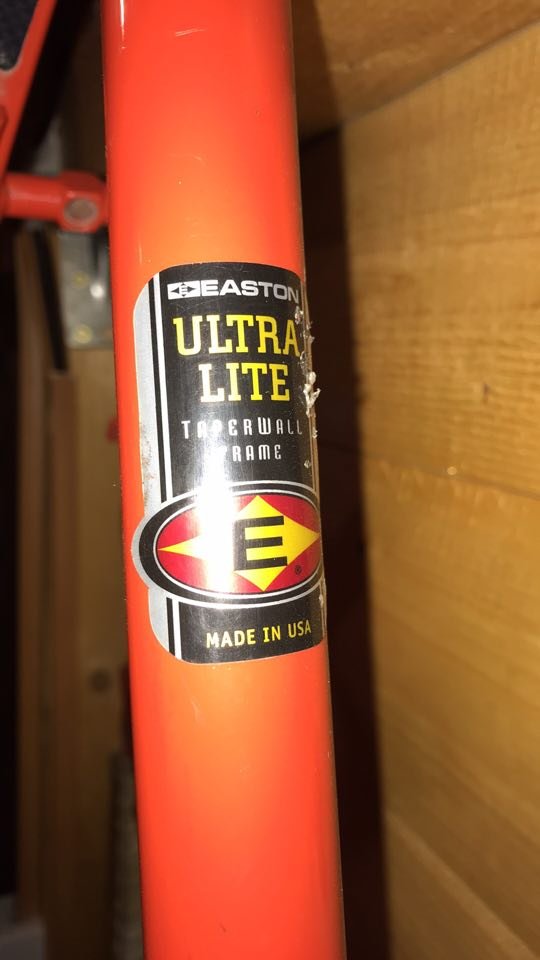 EASTON
ULTRA
LITE
TAPERWALL
FRAME
E
®
MADE IN USA